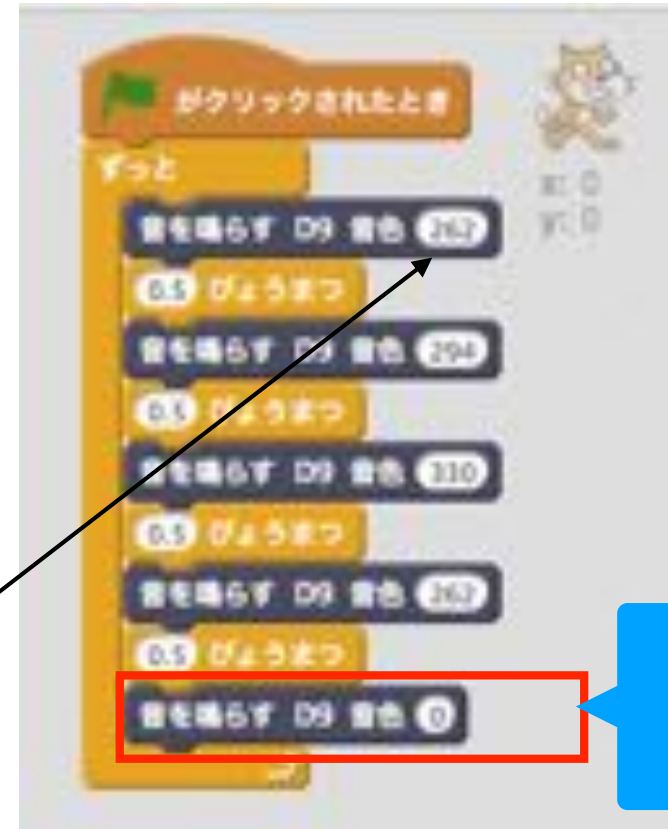 がクリックされたとき
ずっと
音を鳴らす D9 音色 262
0.5 びょうまつ
音を鳴らす D9 音色 294
0.5 びょうまつ
音を鳴らす D9 音色 330
0.5 びょうまつ
音を鳴らす D9 音色 262
0.5 びょうまつ
音を鳴らす D9 音色 0
x: 0
y: 0